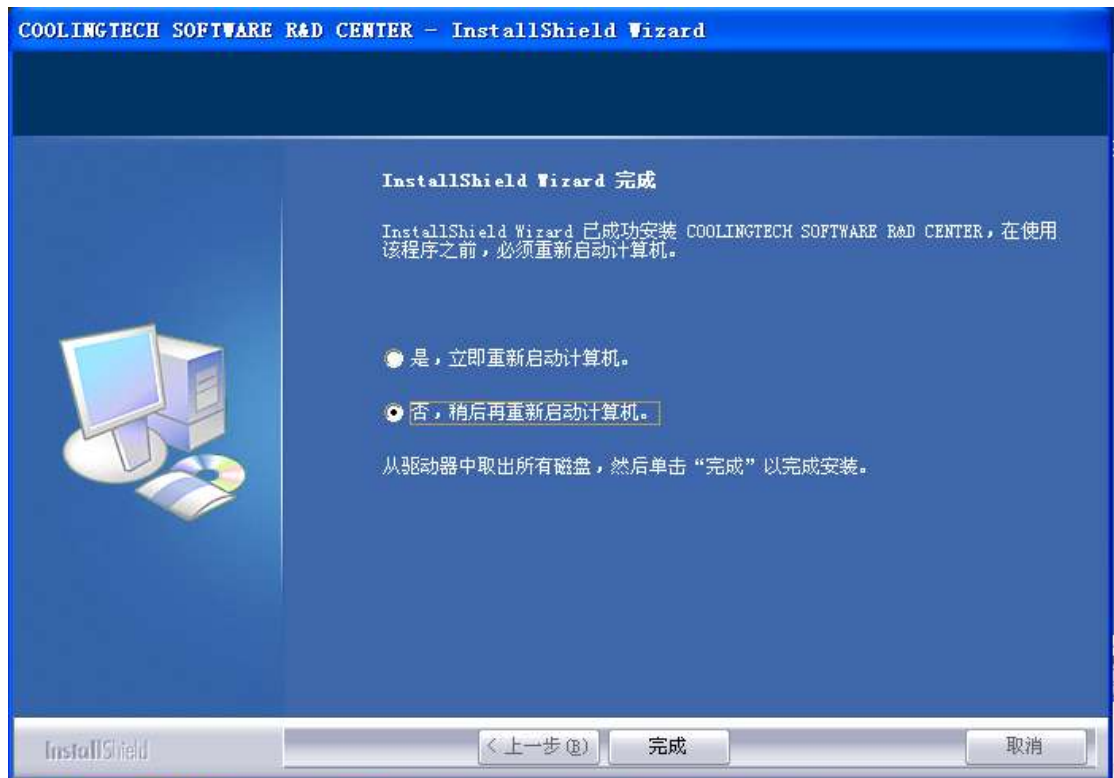 COOLINGTECH SOFTWARE R&D CENTER - InstallShield Wizard
InstallShield Wizard 完成
InstallShield Wizard 已成功安装 COOLINGTECH SOFTWARE R&D CENTER，在使用
该程序之前，必须重新启动计算机。
是，立即重新启动计算机。
否，稍后再重新启动计算机。
从驱动器中取出所有磁盘，然后单击“完成”以完成安装。
InstallShield
< 上一步(B)
完成
取消